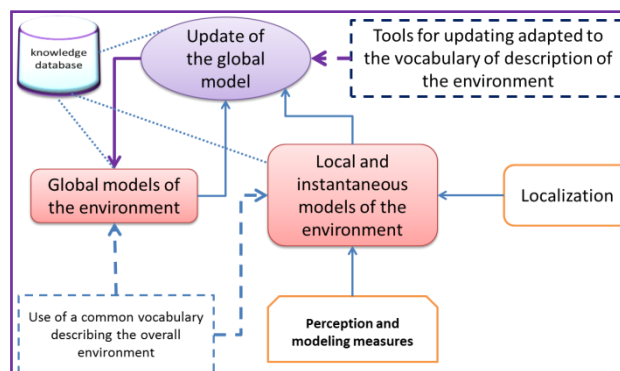 knowledge
database
Update of
the global
model
Tools for updating adapted to
the vocabulary of description of
the environment
Global models of
the environment
Local and
instantaneous
models of the
environment
Localization
Use of a common vocabulary
describing the overall
environment
Perception and
modeling measures